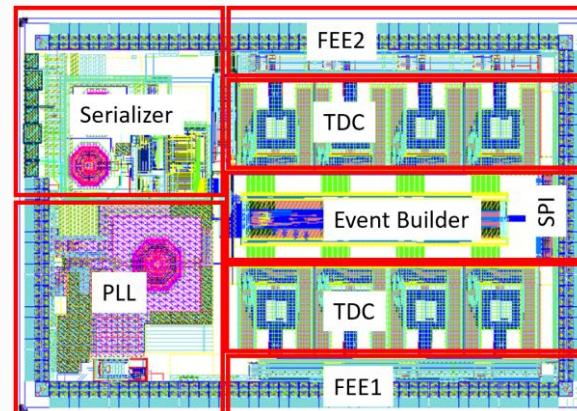 FEE2
Serializer
TDC
Event Builder
SPI
PLL
TDC
FEE1